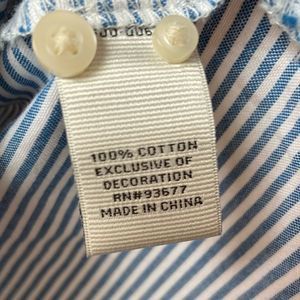 100% COTTON
EXCLUSIVE OF
DECORATION
RN#93677
MADE IN CHINA